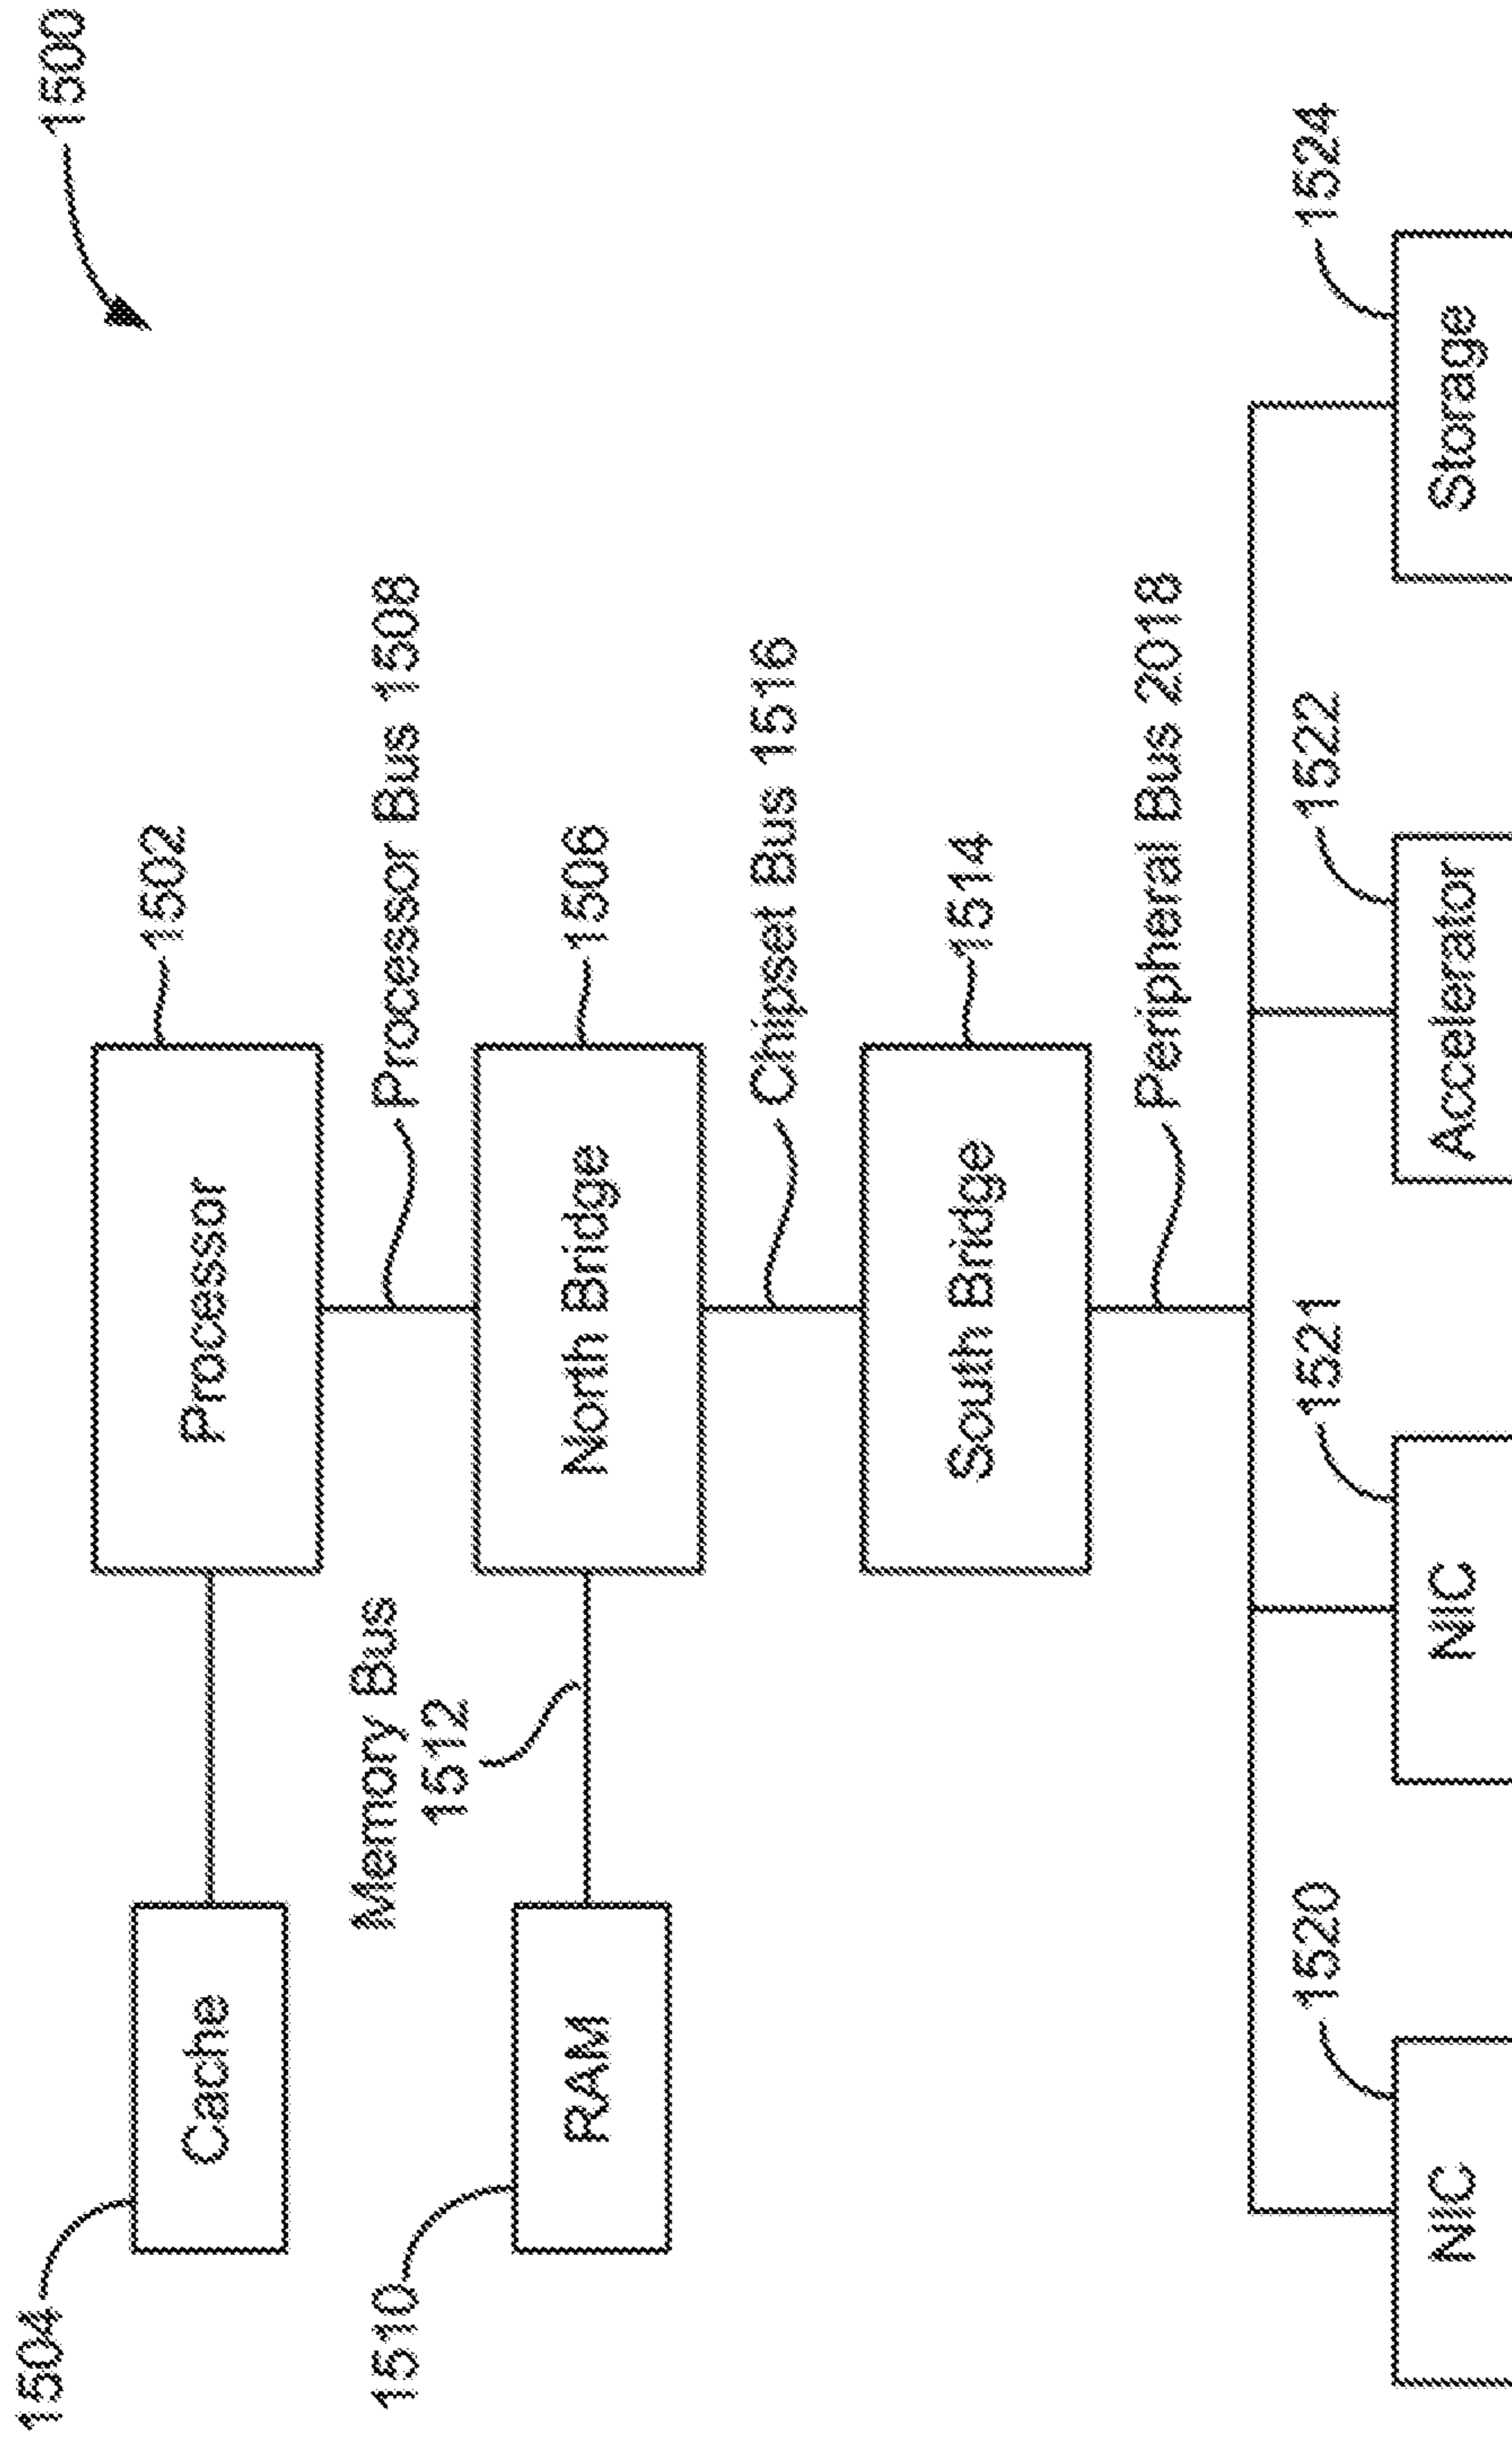 1500
1504
Cache
Processor
1502
Memory Bus
1512
Processor Bus 1508
1510
RAM
North Bridge
1506
Chipset Bus 1516
South Bridge
1514
Peripheral Bus 2018
1520
1521
1522
1524
NIC
NIC
Accelerator
Storage